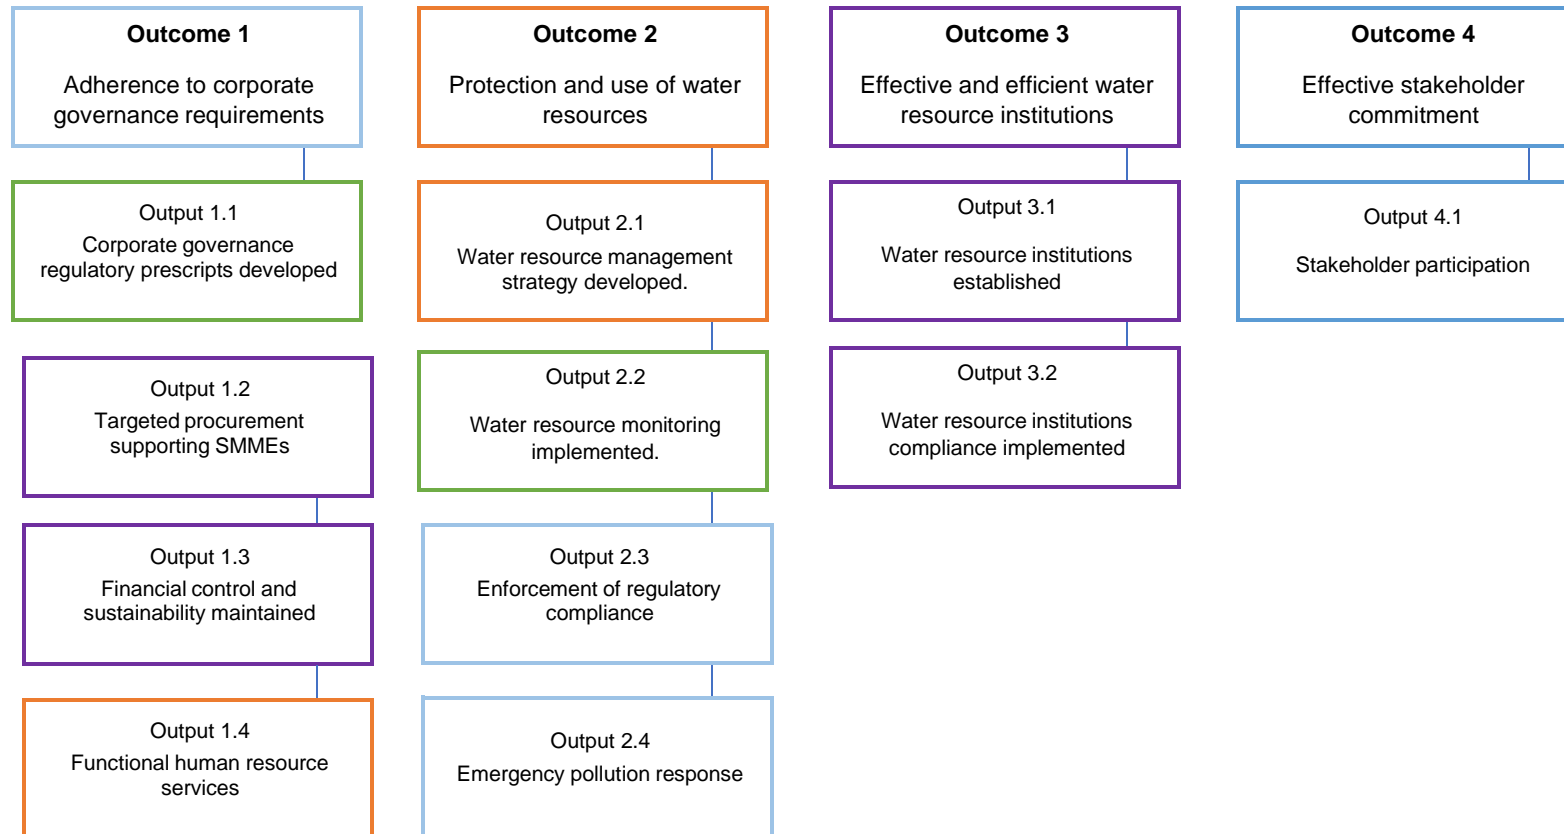 Outcome 1
Adherence to corporate
governance requirements
Output 1.1
Corporate governance
regulatory prescripts developed
Output 1.2
Targeted procurement
supporting SMMEs
Output 1.3
Financial control and
sustainability maintained
Output 1.4
Functional human resource
services
Outcome 2
Protection and use of water
resources
Output 2.1
Water resource management
strategy developed.
Output 2.2
Water resource monitoring
implemented.
Output 2.3
Enforcement of regulatory
compliance
Output 2.4
Emergency pollution response
Outcome 3
Effective and efficient water
resource institutions
Output 3.1
Water resource institutions
established
Output 3.2
Water resource institutions
compliance implemented
Outcome 4
Effective stakeholder
commitment
Output 4.1
Stakeholder participation